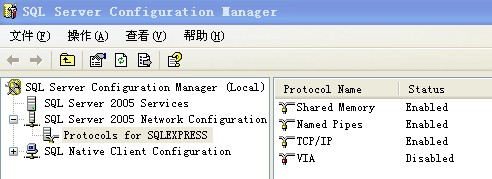 SQL Server Configuration Manager
文件(F) 操作(A) 查看(V) 帮助(H)
SQL Server Configuration Manager (Local)
SQL Server 2005 Services
SQL Server 2005 Network Configuration
Protocols for SQLEXPRESS
SQL Native Client Configuration
Protocol Name Status
Shared Memory Enabled
Named Pipes Enabled
TCP/IP Enabled
VIA Disabled